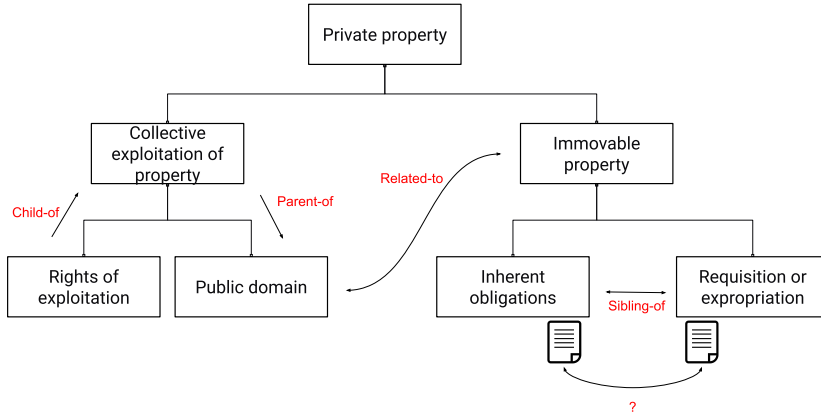 Private property
Collective
exploitation of
property
Immovable
property
Related-to
Child-of
Parent-of
Rights of
exploitation
Public domain
Inherent
obligations
Requisition or
expropriation
Sibling-of
?